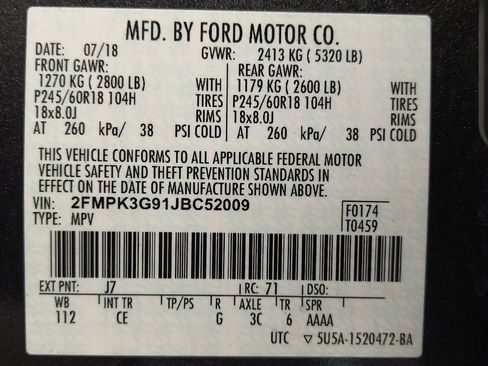 MFD. BY FORD MOTOR CO.
DATE: 07/18 GVWR: 2413 KG ( 5320 LB)
FRONT GAWR: REAR GAWR:
1270 KG ( 2800 LB) WITH 1179 KG ( 2600 LB) WITH
P245/60R18 104H TIRES P245/60R18 104H TIRES
18x8.0J RIMS 18x8.0J RIMS
AT 260 kPa/ 38 PSI COLD AT 260 kPa/ 38 PSI COLD
THIS VEHICLE CONFORMS TO ALL APPLICABLE FEDERAL MOTOR
VEHICLE SAFETY AND THEFT PREVENTION STANDARDS IN
EFFECT ON THE DATE OF MANUFACTURE SHOWN ABOVE.
VIN: 2FMPK3G91JBC52009 F0174
TYPE: MPV T0459
EXT PNT: J7 RC: 71 DSO:
WB INT TR TP/PS R AXLE TR SPR
112 CE G 3C 6 AAAA
UTC ▽ 5U5A-1520472-BA